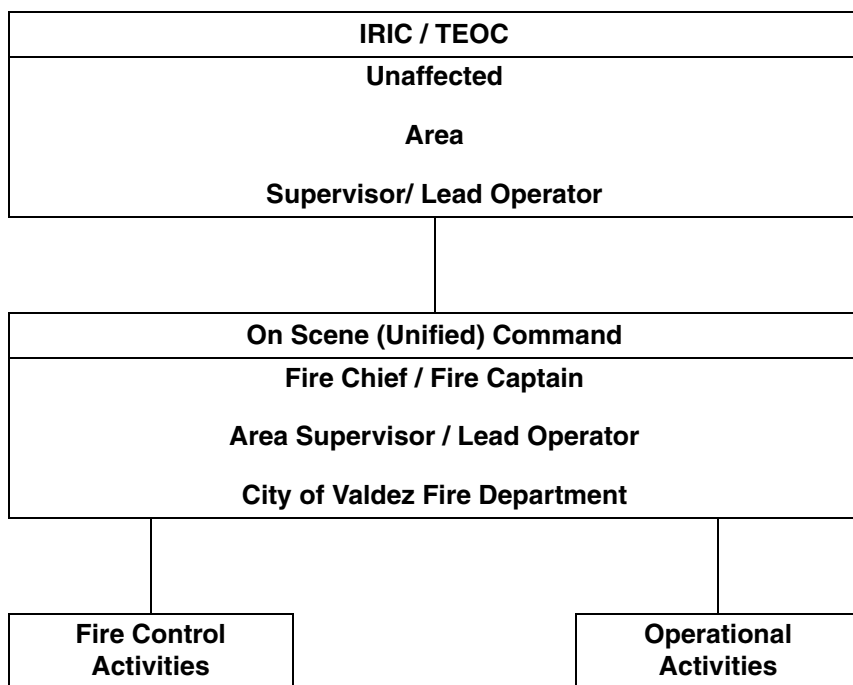 IRIC / TEOC
Unaffected
Area
Supervisor/ Lead Operator
On Scene (Unified) Command
Fire Chief / Fire Captain
Area Supervisor / Lead Operator
City of Valdez Fire Department
Fire Control
Activities
Operational
Activities